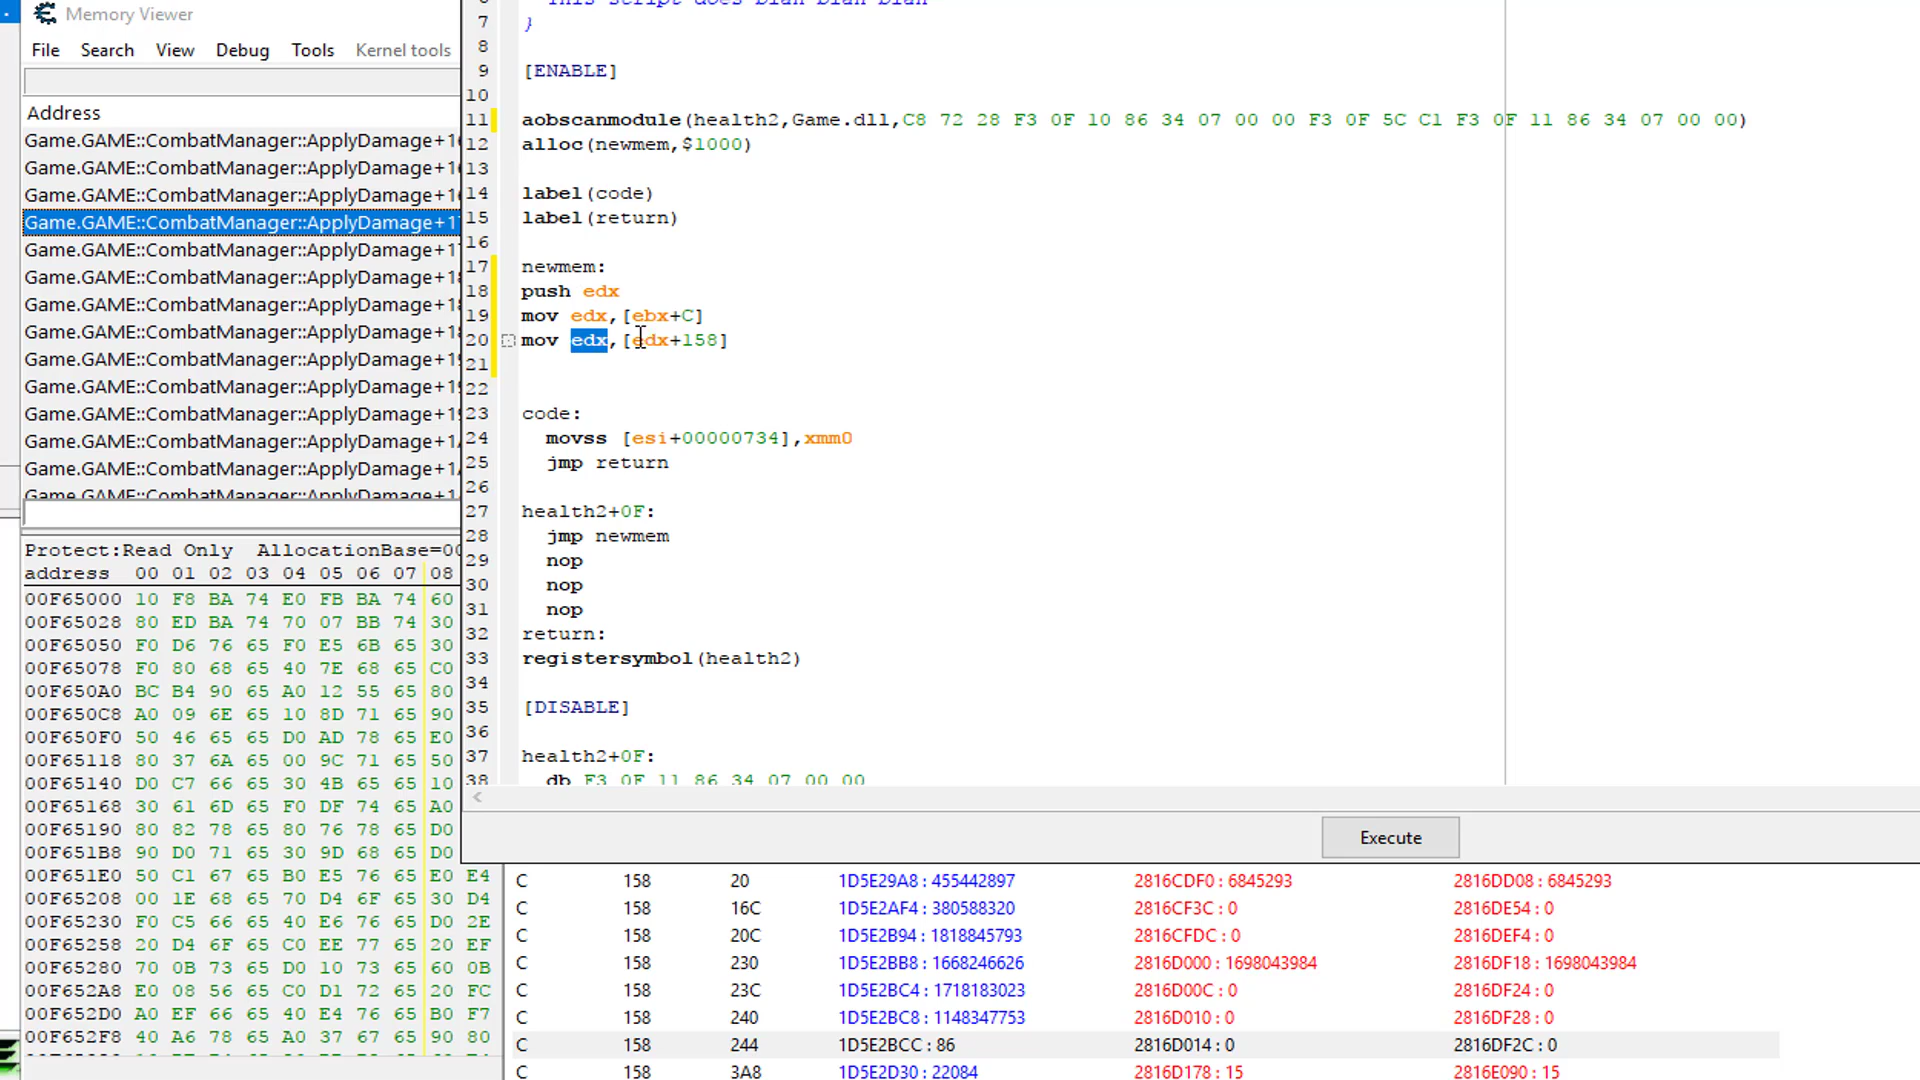 Memory Viewer
File Search View Debug Tools Kernel tools
Address
Game.GAME::CombatManager::ApplyDamage+1
Game.GAME::CombatManager::ApplyDamage+1
Game.GAME::CombatManager::ApplyDamage+1
Game.GAME::CombatManager::ApplyDamage+1
Game.GAME::CombatManager::ApplyDamage+1
Game.GAME::CombatManager::ApplyDamage+1
Game.GAME::CombatManager::ApplyDamage+1
Game.GAME::CombatManager::ApplyDamage+1
Game.GAME::CombatManager::ApplyDamage+1
Game.GAME::CombatManager::ApplyDamage+1
Game.GAME::CombatManager::ApplyDamage+1
Game.GAME::CombatManager::ApplyDamage+1
Game.GAME::CombatManager::ApplyDamage+1
Game.GAME::CombatManager::ApplyDamage+1
Protect:Read Only AllocationBase=00
address 00 01 02 03 04 05 06 07 08
00F65000 10 F8 BA 74 E0 FB BA 74 60
00F65028 80 ED BA 74 70 07 BB 74 30
00F65050 F0 D6 76 65 F0 E5 6B 65 30
00F65078 F0 80 68 65 40 7E 68 65 C0
00F650A0 BC B4 90 65 A0 12 55 65 80
00F650C8 A0 09 6E 65 10 8D 71 65 90
00F650F0 50 46 65 65 D0 AD 78 65 E0
00F65118 80 37 6A 65 00 9C 71 65 50
00F65140 D0 C7 66 65 30 4B 65 65 10
00F65168 30 61 6D 65 F0 DF 74 65 A0
00F65190 80 82 78 65 80 76 78 65 D0
00F651B8 90 D0 71 65 30 9D 68 65 D0
00F651E0 50 C1 67 65 B0 E5 76 65 E0 E4
00F65208 00 1E 68 65 70 D4 6F 65 30 D4
00F65230 F0 C5 66 65 40 E6 76 65 D0 2E
00F65258 20 D4 6F 65 C0 EE 77 65 20 EF
00F65280 70 0B 73 65 D0 10 73 65 60 0B
00F652A8 E0 08 56 65 C0 D1 72 65 20 FC
00F652D0 A0 EF 66 65 40 E4 76 65 B0 F7
00F652F8 40 A6 78 65 A0 37 67 65 90 80
6 This script does blah blah blah
7 }
8
9 [ENABLE]
10
11 aobscanmodule(health2,Game.dll,C8 72 28 F3 0F 10 86 34 07 00 00 F3 0F 5C C1 F3 0F 11 86 34 07 00 00)
12 alloc(newmem,$1000)
13
14 label(code)
15 label(return)
16
17 newmem:
18 push edx
19 mov edx,[ebx+C]
20 mov edx,[edx+158]
21
22
23 code:
24 movss [esi+00000734],xmm0
25 jmp return
26
27 health2+0F:
28 jmp newmem
29 nop
30 nop
31 nop
32 return:
33 registersymbol(health2)
34
35 [DISABLE]
36
37 health2+0F:
38 db F3 0F 11 86 34 07 00 00
Execute
C 158 20 1D5E29A8 : 455442897 2816CDF0 : 6845293 2816DD08 : 6845293
C 158 16C 1D5E2AF4 : 380588320 2816CF3C : 0 2816DE54 : 0
C 158 20C 1D5E2B94 : 1818845793 2816CFDC : 0 2816DEF4 : 0
C 158 230 1D5E2BB8 : 1668246626 2816D000 : 1698043984 2816DF18 : 1698043984
C 158 23C 1D5E2BC4 : 1718183023 2816D00C : 0 2816DF24 : 0
C 158 240 1D5E2BC8 : 1148347753 2816D010 : 0 2816DF28 : 0
C 158 244 1D5E2BCC : 86 2816D014 : 0 2816DF2C : 0
C 158 3A8 1D5E2D30 : 22084 2816D178 : 15 2816E090 : 15